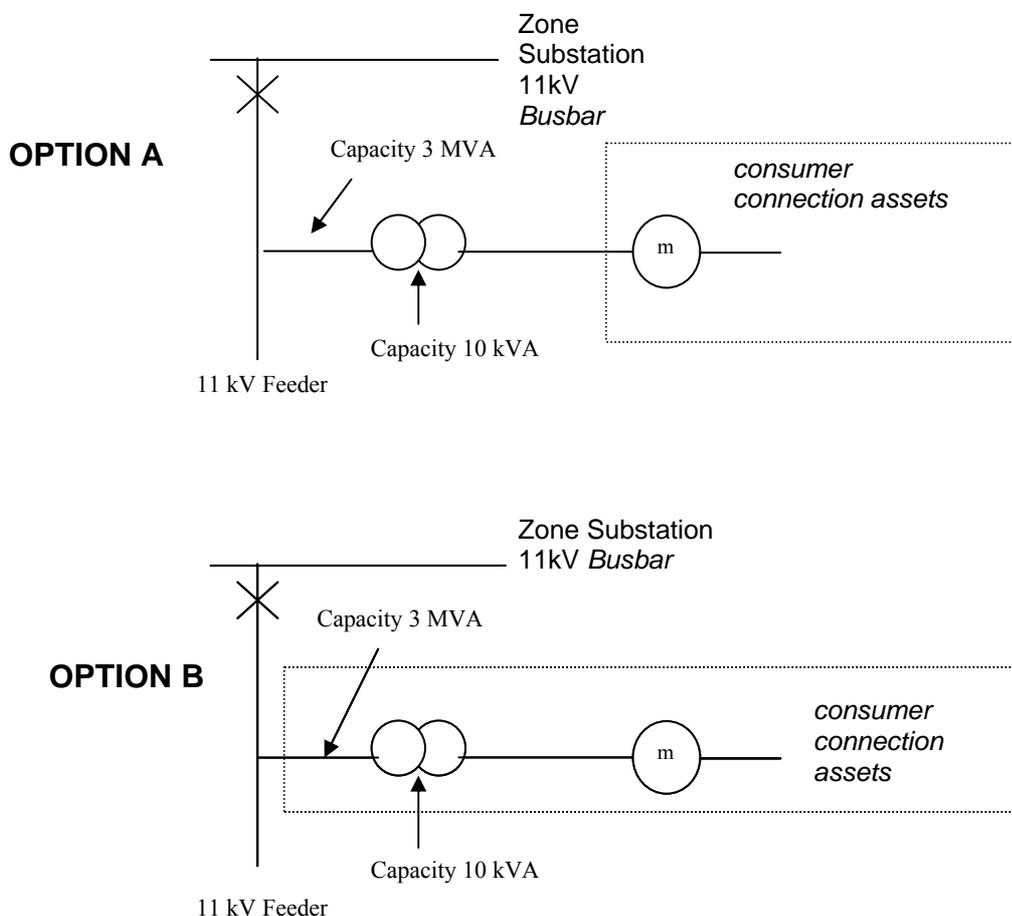 Zone
Substation
11kV
Busbar
OPTION A
Capacity 3 MVA
consumer
connection assets
m
Capacity 10 kVA
11 kV Feeder
Zone Substation
11kV Busbar
Capacity 3 MVA
OPTION B
consumer
connection
assets
m
Capacity 10 kVA
11 kV Feeder